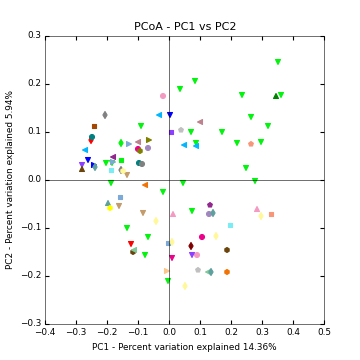 PCoA - PC1 vs PC2
0.3
0.2
0.1
0.0
−0.1
−0.2
−0.3
PC2 - Percent variation explained 5.94%
−0.4 −0.3 −0.2 −0.1 0.0 0.1 0.2 0.3 0.4 0.5
PC1 - Percent variation explained 14.36%